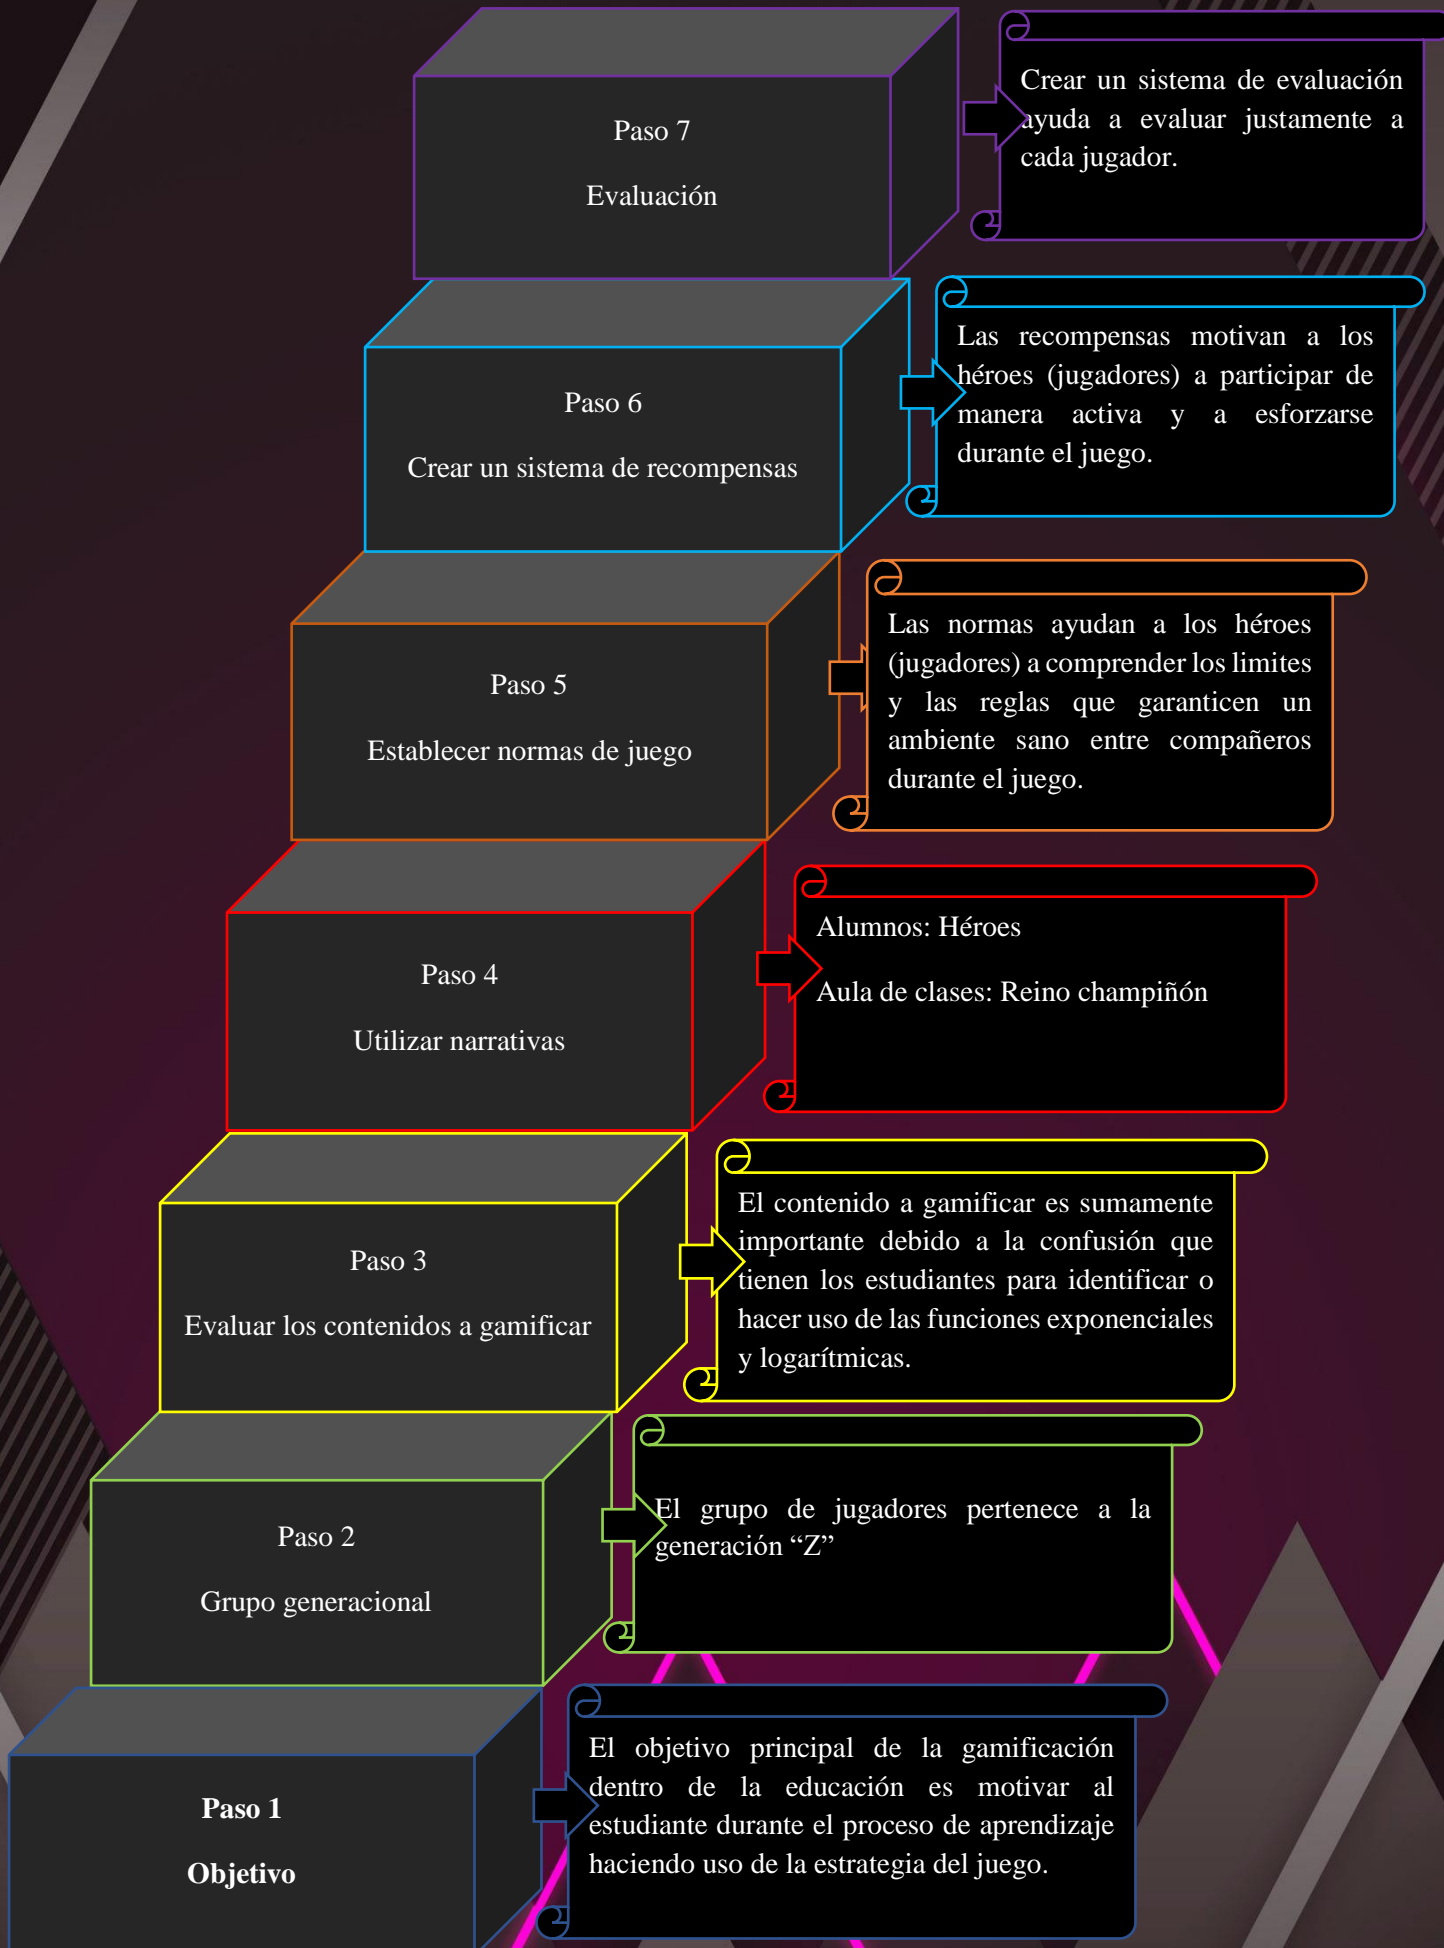 Paso 7
Evaluación
Crear un sistema de evaluación
ayuda a evaluar justamente a
cada jugador.
Paso 6
Crear un sistema de recompensas
Las recompensas motivan a los
héroes (jugadores) a participar de
manera activa y a esforzarse
durante el juego.
Paso 5
Establecer normas de juego
Las normas ayudan a los héroes
(jugadores) a comprender los limites
y las reglas que garanticen un
ambiente sano entre compañeros
durante el juego.
Paso 4
Utilizar narrativas
Alumnos: Héroes
Aula de clases: Reino champiñón
Paso 3
Evaluar los contenidos a gamificar
El contenido a gamificar es sumamente
importante debido a la confusión que
tienen los estudiantes para identificar o
hacer uso de las funciones exponenciales
y logarítmicas.
Paso 2
Grupo generacional
El grupo de jugadores pertenece a la
generación “Z”
Paso 1
Objetivo
El objetivo principal de la gamificación
dentro de la educación es motivar al
estudiante durante el proceso de aprendizaje
haciendo uso de la estrategia del juego.